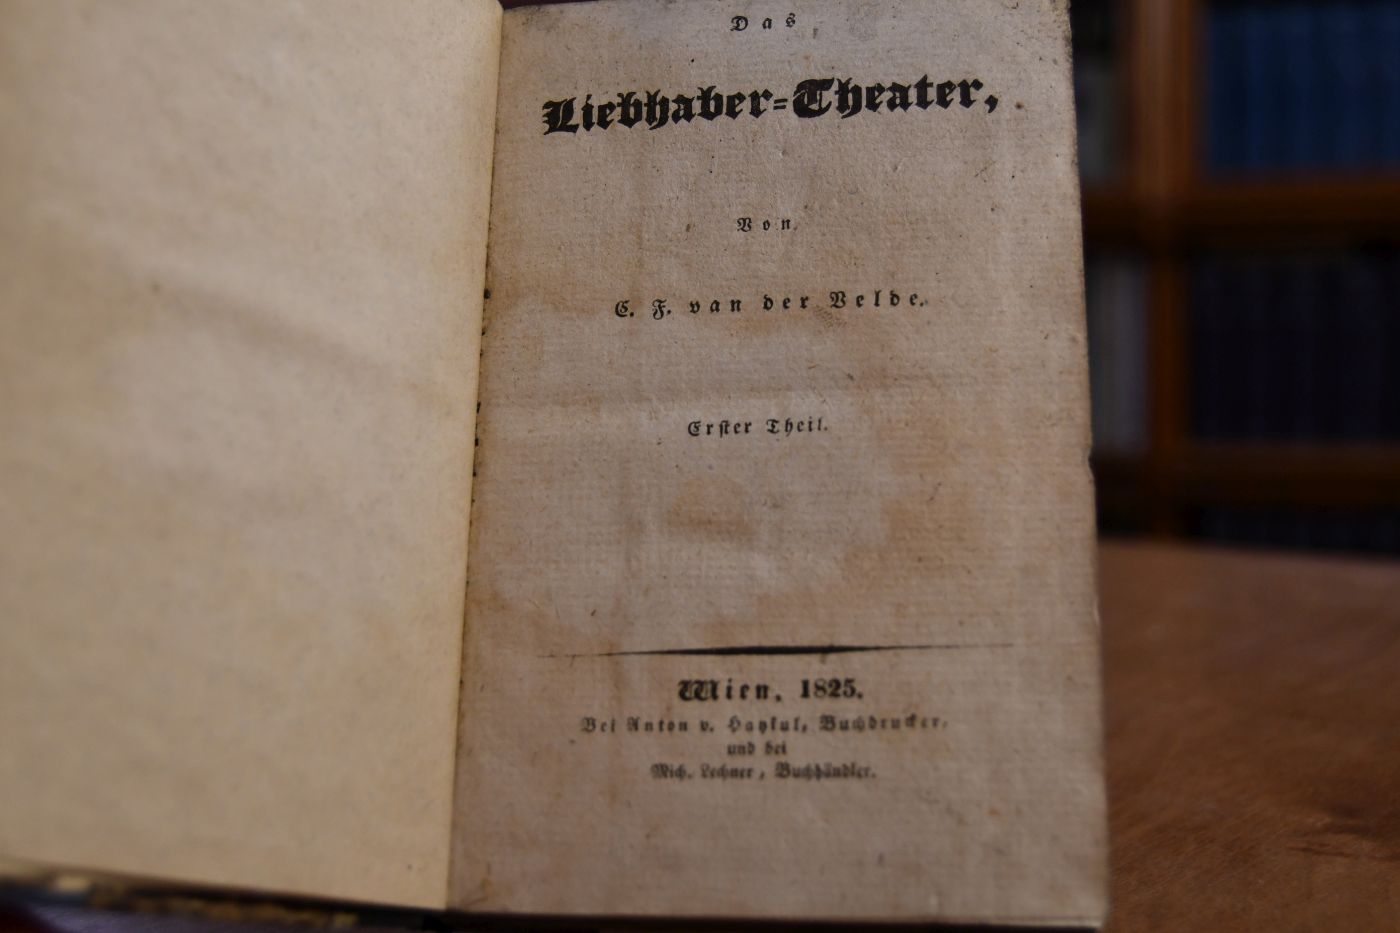 Das
Liebhaber-Theater,
Von
C. F. van der Velde.
Erster Theil.
Wien, 1825.
Bei Anton v. Haykul, Buchdrucker,
und bei
Mich. Lechner, Buchhändler.